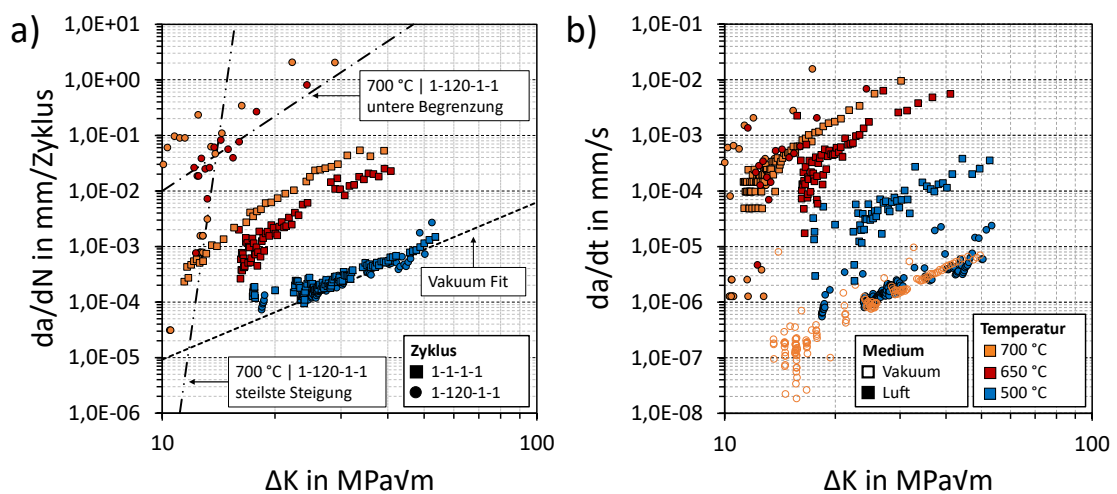 a)
da/dN in mm/Zyklus
1,0E+01
1,0E+00
1,0E-01
1,0E-02
1,0E-03
1,0E-04
1,0E-05
1,0E-06
700 °C | 1-120-1-1
untere Begrenzung
Vakuum Fit
700 °C | 1-120-1-1
steilste Steigung
Zyklus
1-1-1-1
1-120-1-1
10
100
ΔK in MPa√m
b)
da/dt in mm/s
1,0E-01
1,0E-02
1,0E-03
1,0E-04
1,0E-05
1,0E-06
1,0E-07
1,0E-08
Medium
Vakuum
Luft
Temperatur
700 °C
650 °C
500 °C
10
100
ΔK in MPa√m